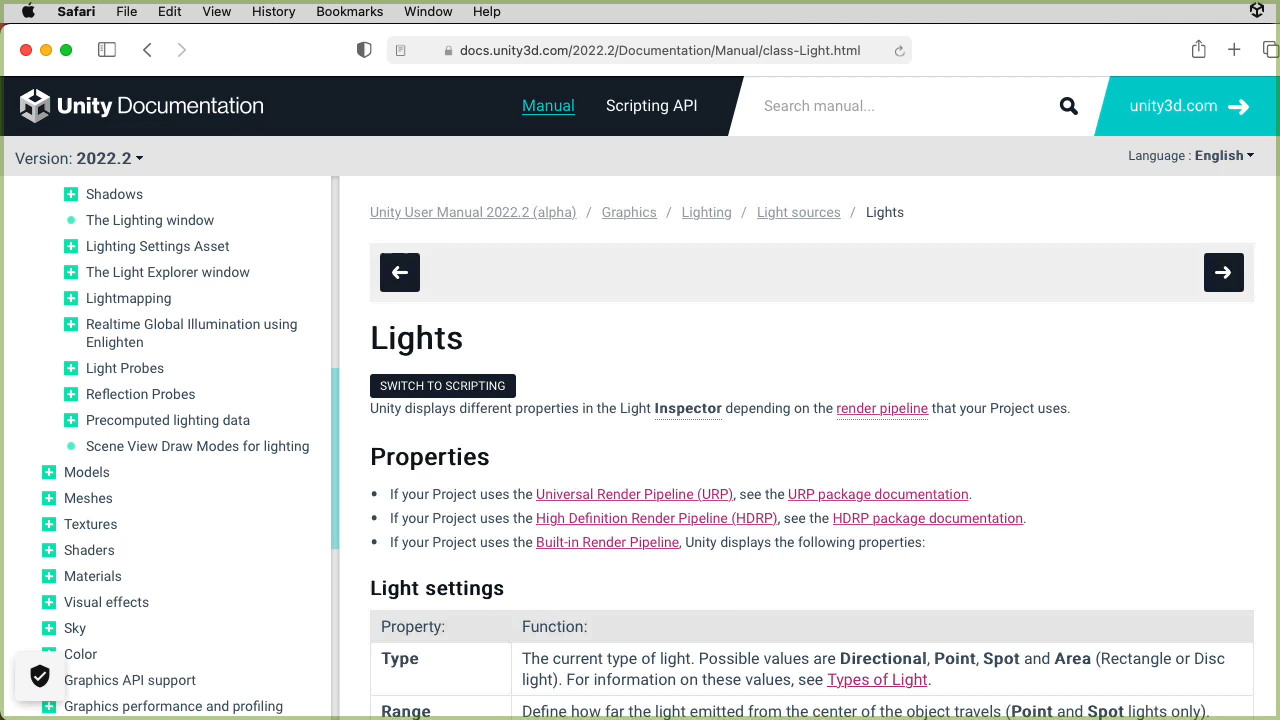 Safari File Edit View History Bookmarks Window Help
docs.unity3d.com/2022.2/Documentation/Manual/class-Light.html
Unity Documentation
Manual Scripting API
Search manual...
unity3d.com
Version: 2022.2
Language : English
Shadows
The Lighting window
Lighting Settings Asset
The Light Explorer window
Lightmapping
Realtime Global Illumination using
Enlighten
Light Probes
Reflection Probes
Precomputed lighting data
Scene View Draw Modes for lighting
Models
Meshes
Textures
Shaders
Materials
Visual effects
Sky
Color
Graphics API support
Graphics performance and profiling
Unity User Manual 2022.2 (alpha) / Graphics / Lighting / Light sources / Lights
Lights
SWITCH TO SCRIPTING
Unity displays different properties in the Light Inspector depending on the render pipeline that your Project uses.
Properties
If your Project uses the Universal Render Pipeline (URP), see the URP package documentation.
If your Project uses the High Definition Render Pipeline (HDRP), see the HDRP package documentation.
If your Project uses the Built-in Render Pipeline, Unity displays the following properties:
Light settings
Property: Function:
Type The current type of light. Possible values are Directional, Point, Spot and Area (Rectangle or Disc
light). For information on these values, see Types of Light.
Range Define how far the light emitted from the center of the object travels (Point and Spot lights only).